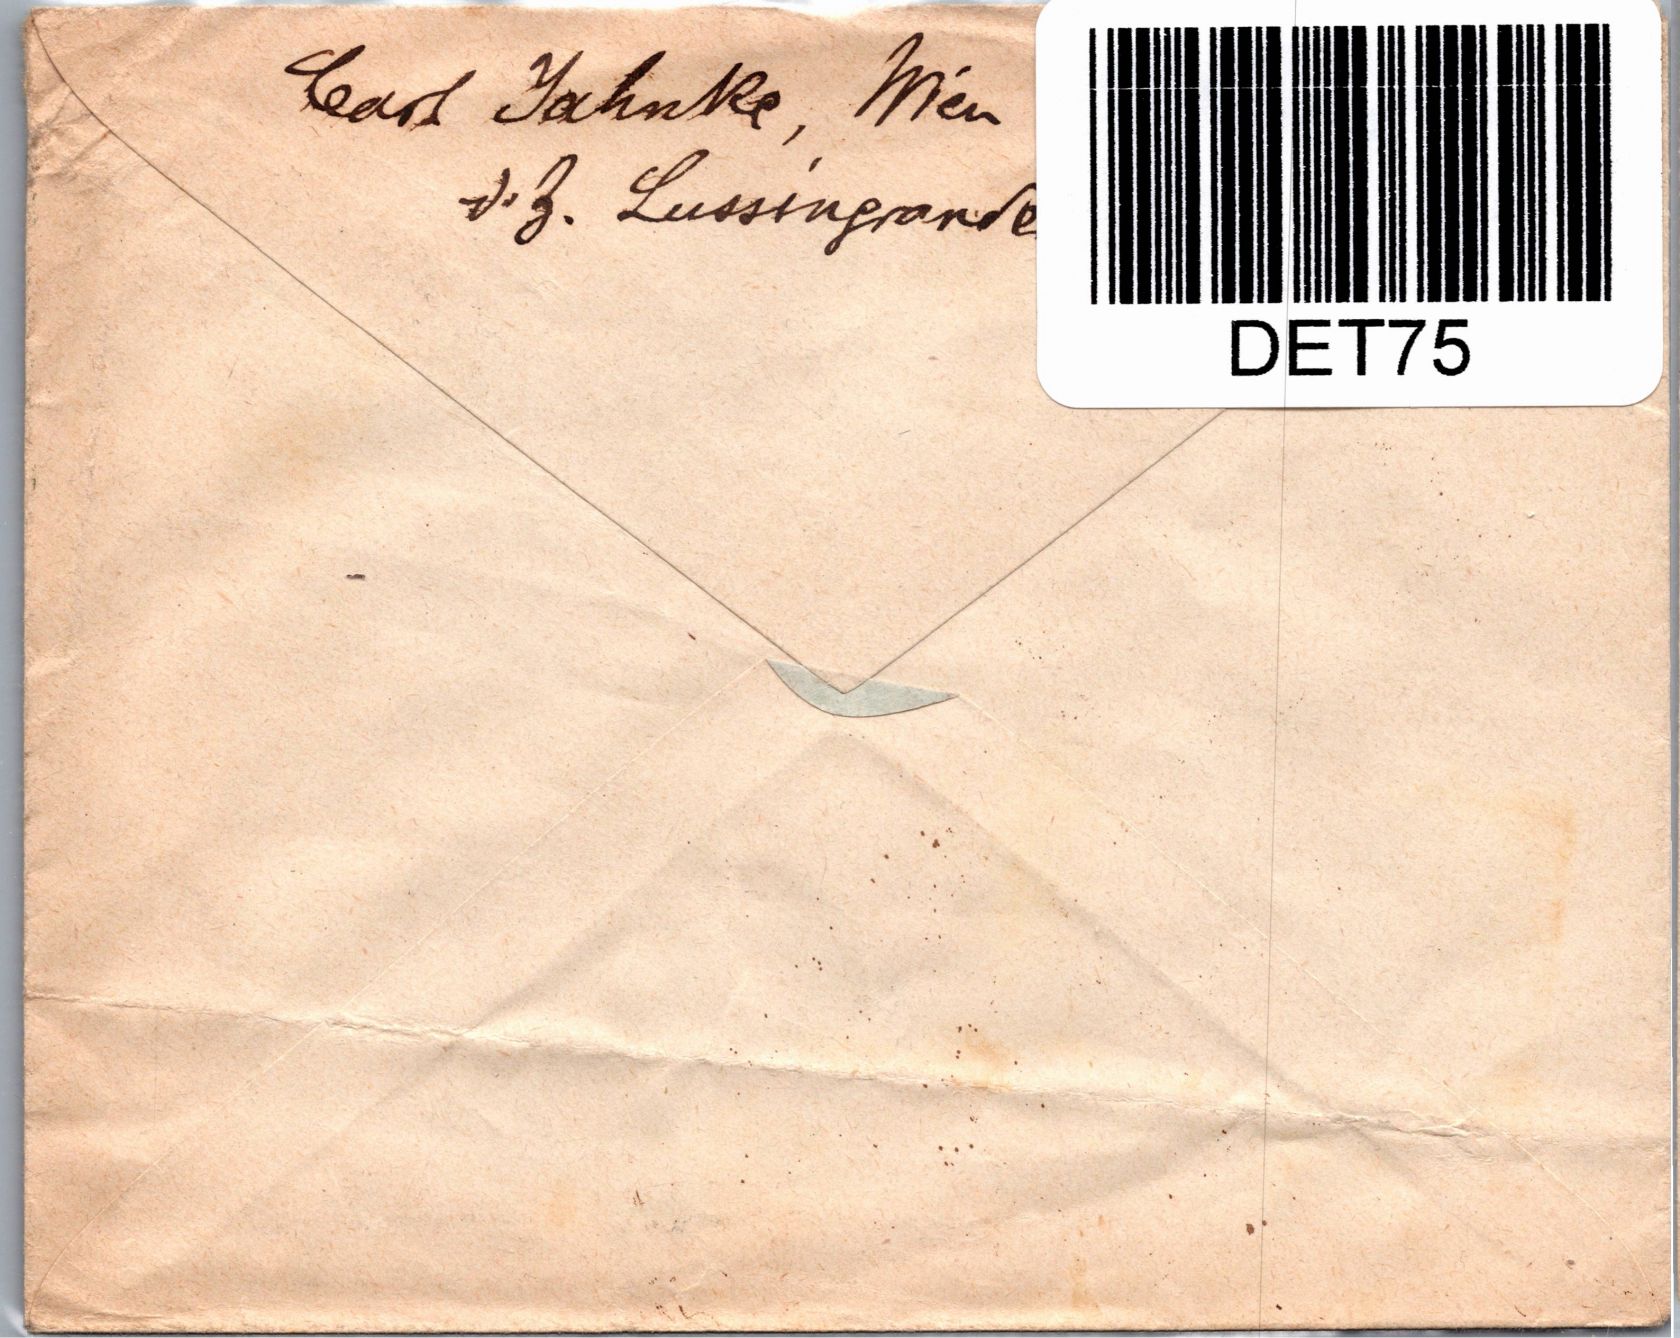 Carl Jahnke, Wien
d. Z. Lussingrande
DET75